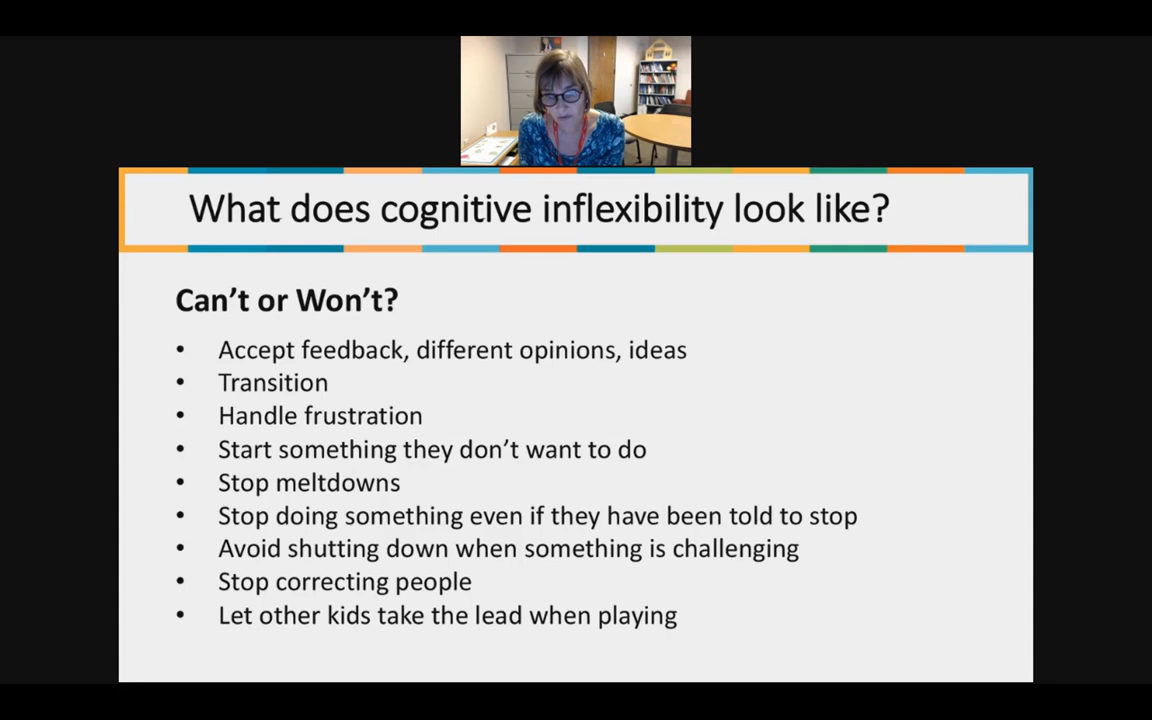 What does cognitive inflexibility look like?
Can't or Won't?
• Accept feedback, different opinions, ideas
• Transition
• Handle frustration
• Start something they don't want to do
• Stop meltdowns
• Stop doing something even if they have been told to stop
• Avoid shutting down when something is challenging
• Stop correcting people
• Let other kids take the lead when playing